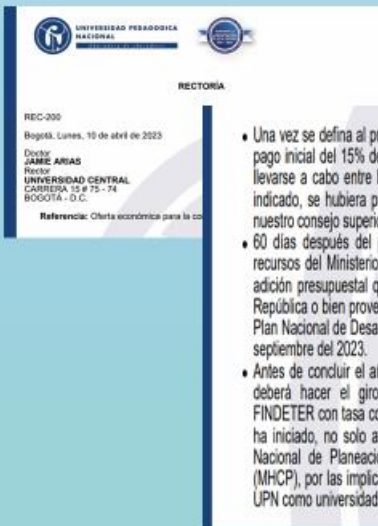 UNIVERSIDAD PEDAGOGICA
NACIONAL
RECTORÍA
REC-200
Bogotá, Lunes, 10 de abril de 2023
Doctor
JAMIE ARIAS
Rector
UNIVERSIDAD CENTRAL
CARRERA 15 # 75 - 74
BOGOTÁ - D.C.
Referencia: Oferta económica para la co
• Una vez se defina al pr
pago inicial del 15% de
llevarse a cabo entre
indicado, se hubiera p
nuestro consejo superio
• 60 días después del
recursos del Ministerio
adición presupuestal q
República o bien prove
Plan Nacional de Desa
septiembre del 2023.
• Antes de concluir el a
deberá hacer el giro
FINDETER con tasa co
ha iniciado, no solo a
Nacional de Planeació
(MHCP), por las implic
UPN como universidad